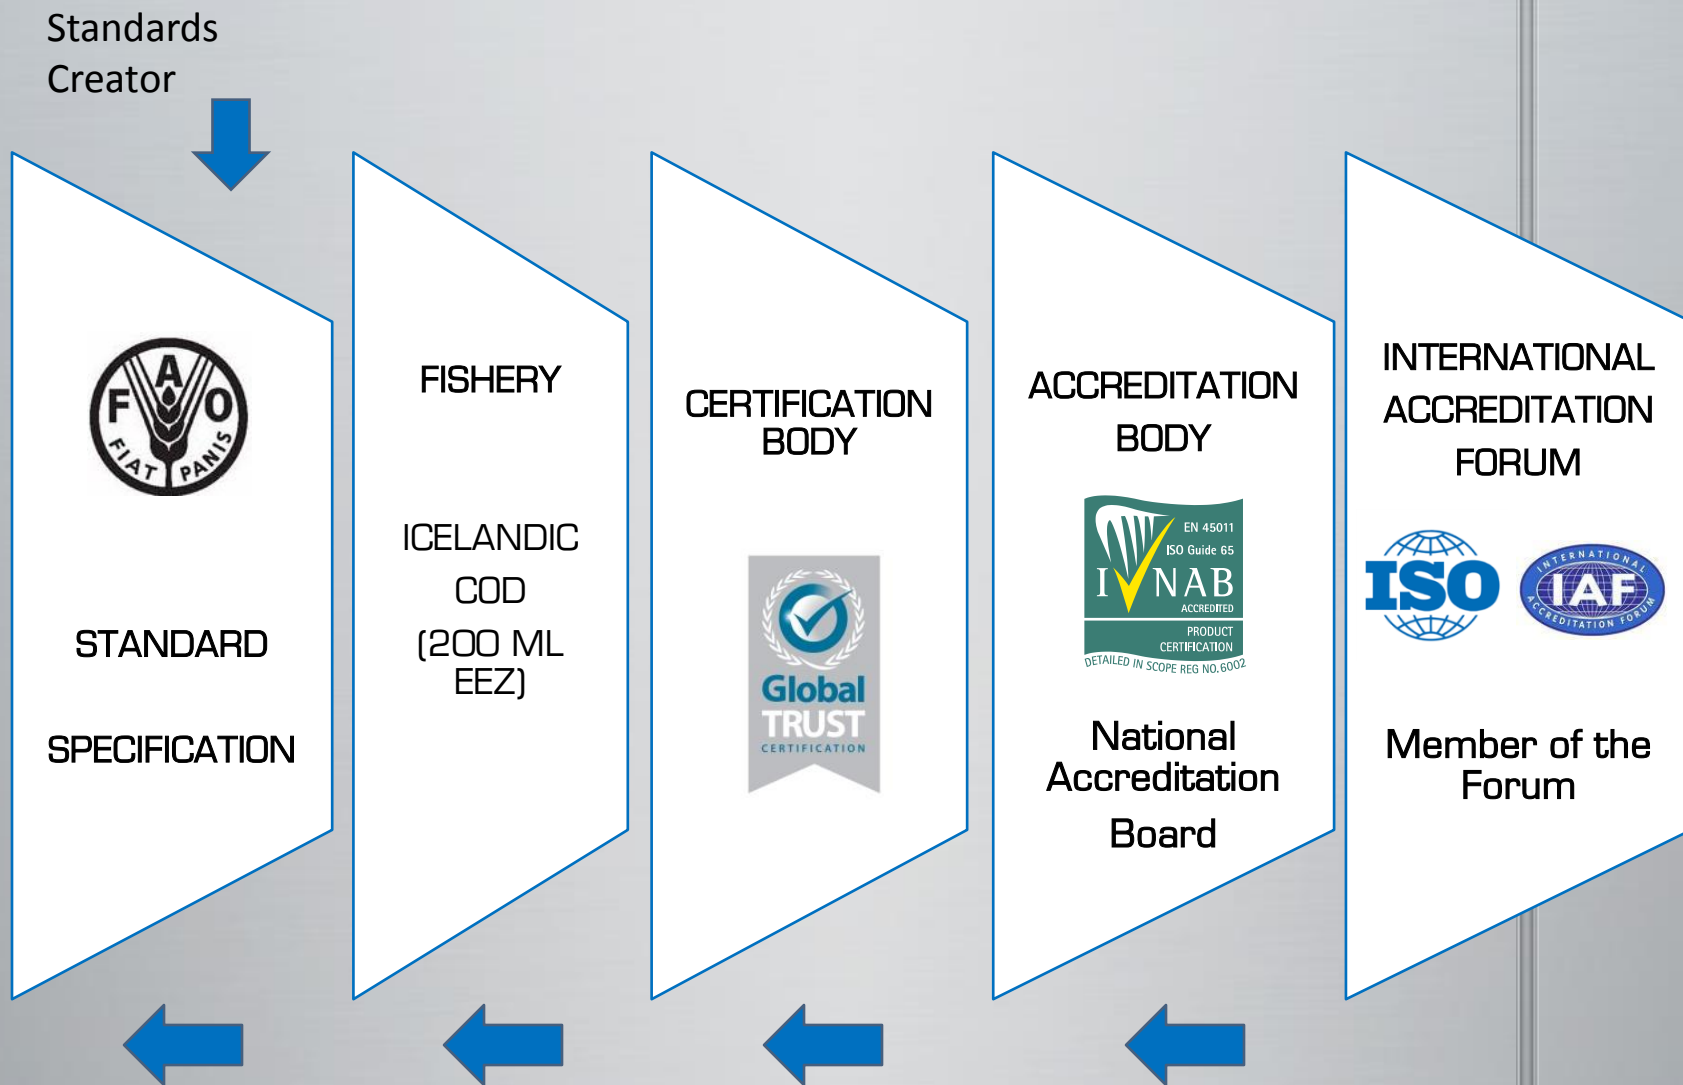 Standards
Creator
FAO
FIAT PANIS
STANDARD
SPECIFICATION
FISHERY
ICELANDIC
COD
(200 ML
EEZ)
CERTIFICATION
BODY
Global
TRUST
CERTIFICATION
ACCREDITATION
BODY
EN 45011
ISO Guide 65
INAB
ACCREDITED
PRODUCT
CERTIFICATION
DETAILED IN SCOPE REG NO. 6002
National
Accreditation
Board
INTERNATIONAL
ACCREDITATION
FORUM
ISO
INTERNATIONAL
IAF
ACCREDITATION FORUM
Member of the
Forum